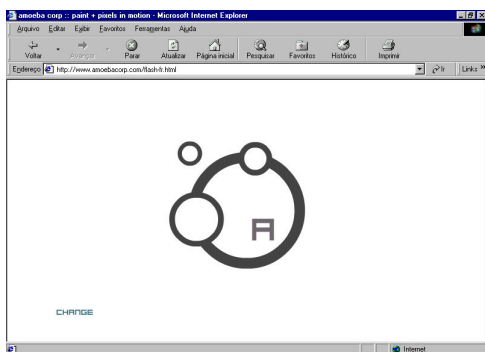 amoeba corp :: paint + pixels in motion - Microsoft Internet Explorer
Arquivo Editar Exibir Favoritos Ferramentas Ajuda
Voltar Avançar Parar Atualizar Página inicial Pesquisar Favoritos Histórico Imprimir
Endereço http://www.amoebacorp.com/flash-fr.html Ir Links »
A
CHANGE
Internet